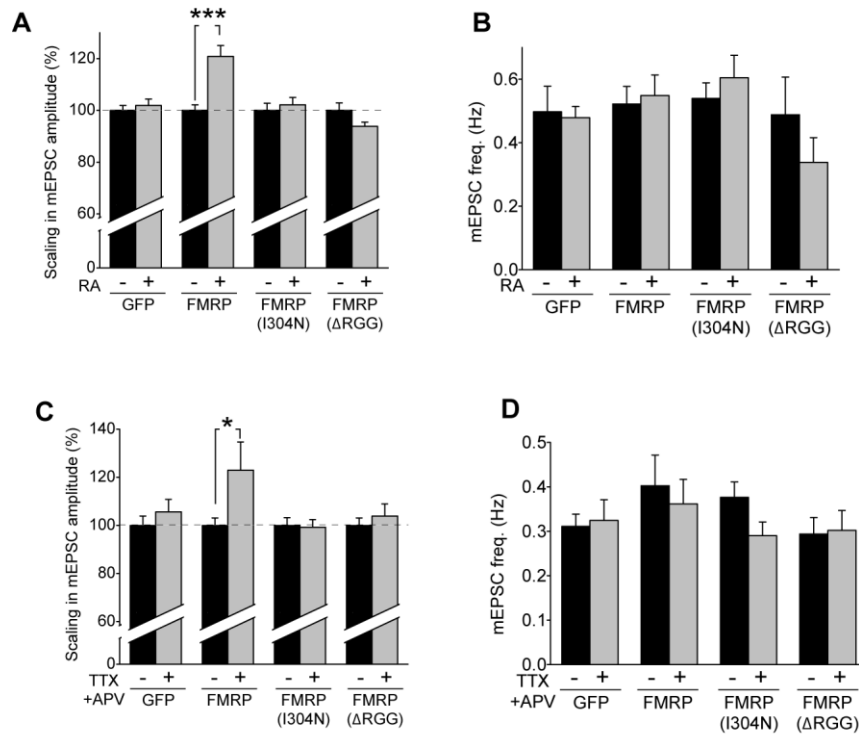 A
Scaling in mEPSC amplitude (%)
120
100
80
60
0
***
RA - + - + - + - +
GFP FMRP FMRP (I304N) FMRP (ΔRGG)
B
mEPSC freq. (Hz)
0.6
0.4
0.2
0.0
RA - + - + - + - +
GFP FMRP FMRP (I304N) FMRP (ΔRGG)
C
Scaling in mEPSC amplitude (%)
140
120
100
80
60
0
*
TTX - + - + - + - +
+APV GFP FMRP FMRP (I304N) FMRP (ΔRGG)
D
mEPSC freq. (Hz)
0.5
0.4
0.3
0.2
0.1
0.0
TTX - + - + - + - +
+APV GFP FMRP FMRP (I304N) FMRP (ΔRGG)